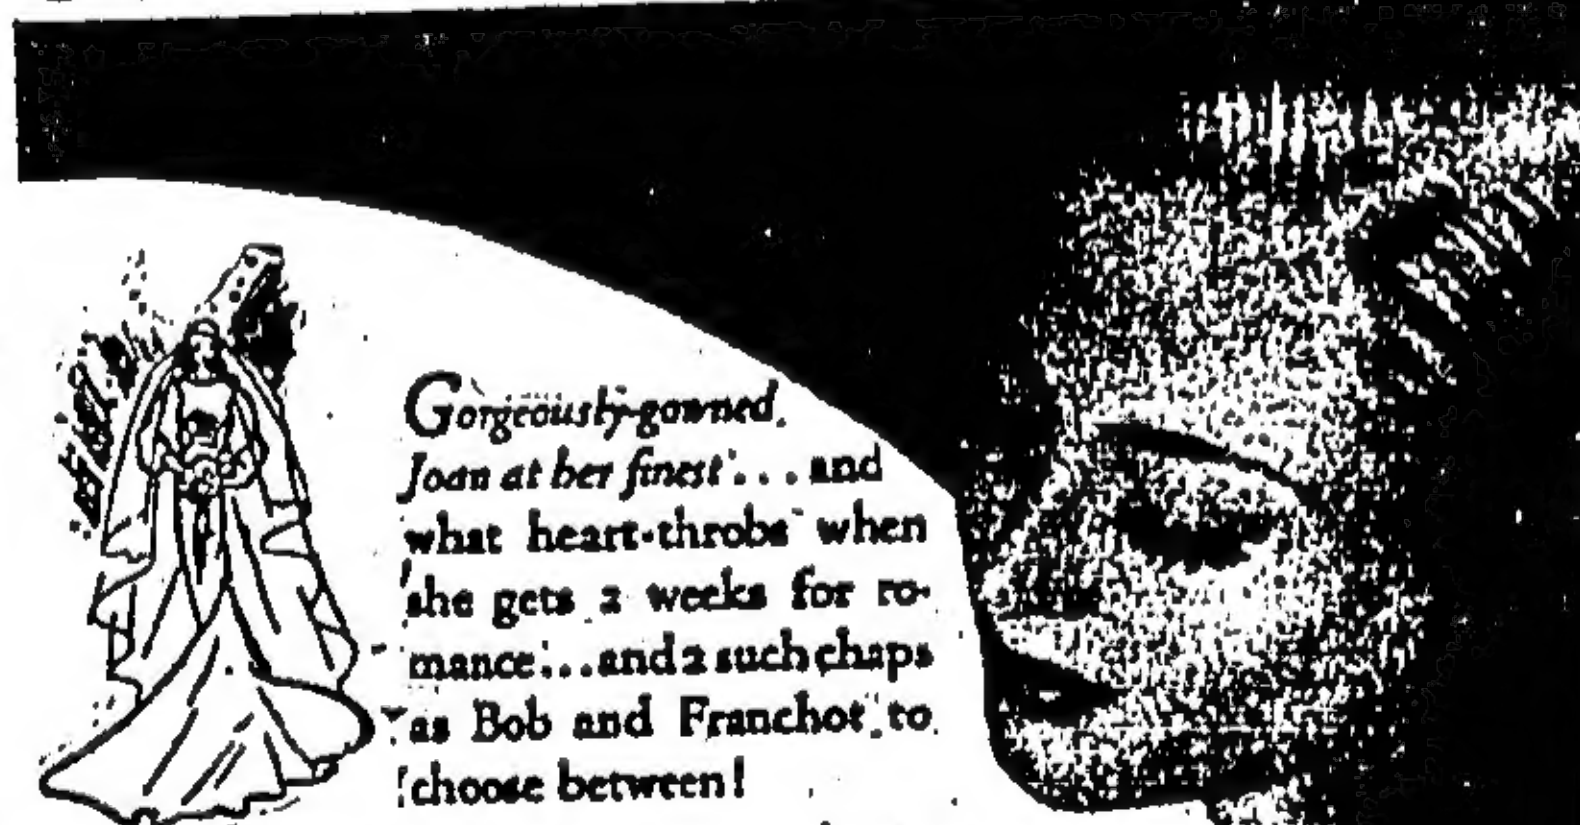 Gorgeously-gowned,
Joan at her finest... and
what heart-throbs when
she gets 2 weeks for ro-
mance...and 2 such chaps
as Bob and Franchot to
choose between!